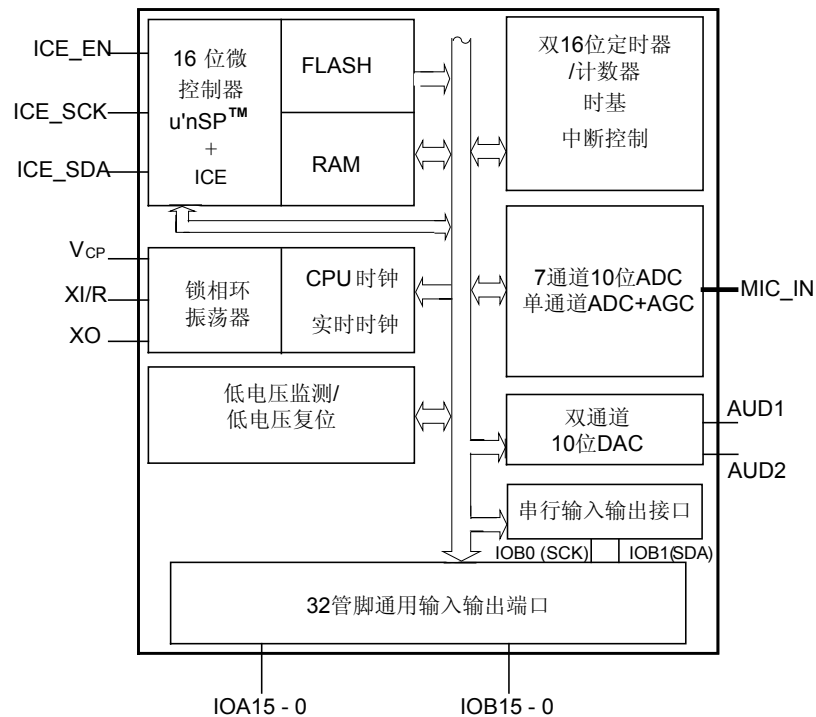 ICE_EN
ICE_SCK
ICE_SDA
16 位微
控制器
u'nSP™
+
ICE
FLASH
RAM
双16位定时器
/计数器
时基
中断控制
VCP
XI/R
XO
锁相环
振荡器
CPU 时钟
实时时钟
7通道10位ADC
单通道ADC+AGC
MIC_IN
低电压监测/
低电压复位
双通道
10位DAC
AUD1
AUD2
串行输入输出接口
IOB0 (SCK)
IOB1(SDA)
32管脚通用输入输出端口
IOA15 - 0
IOB15 - 0